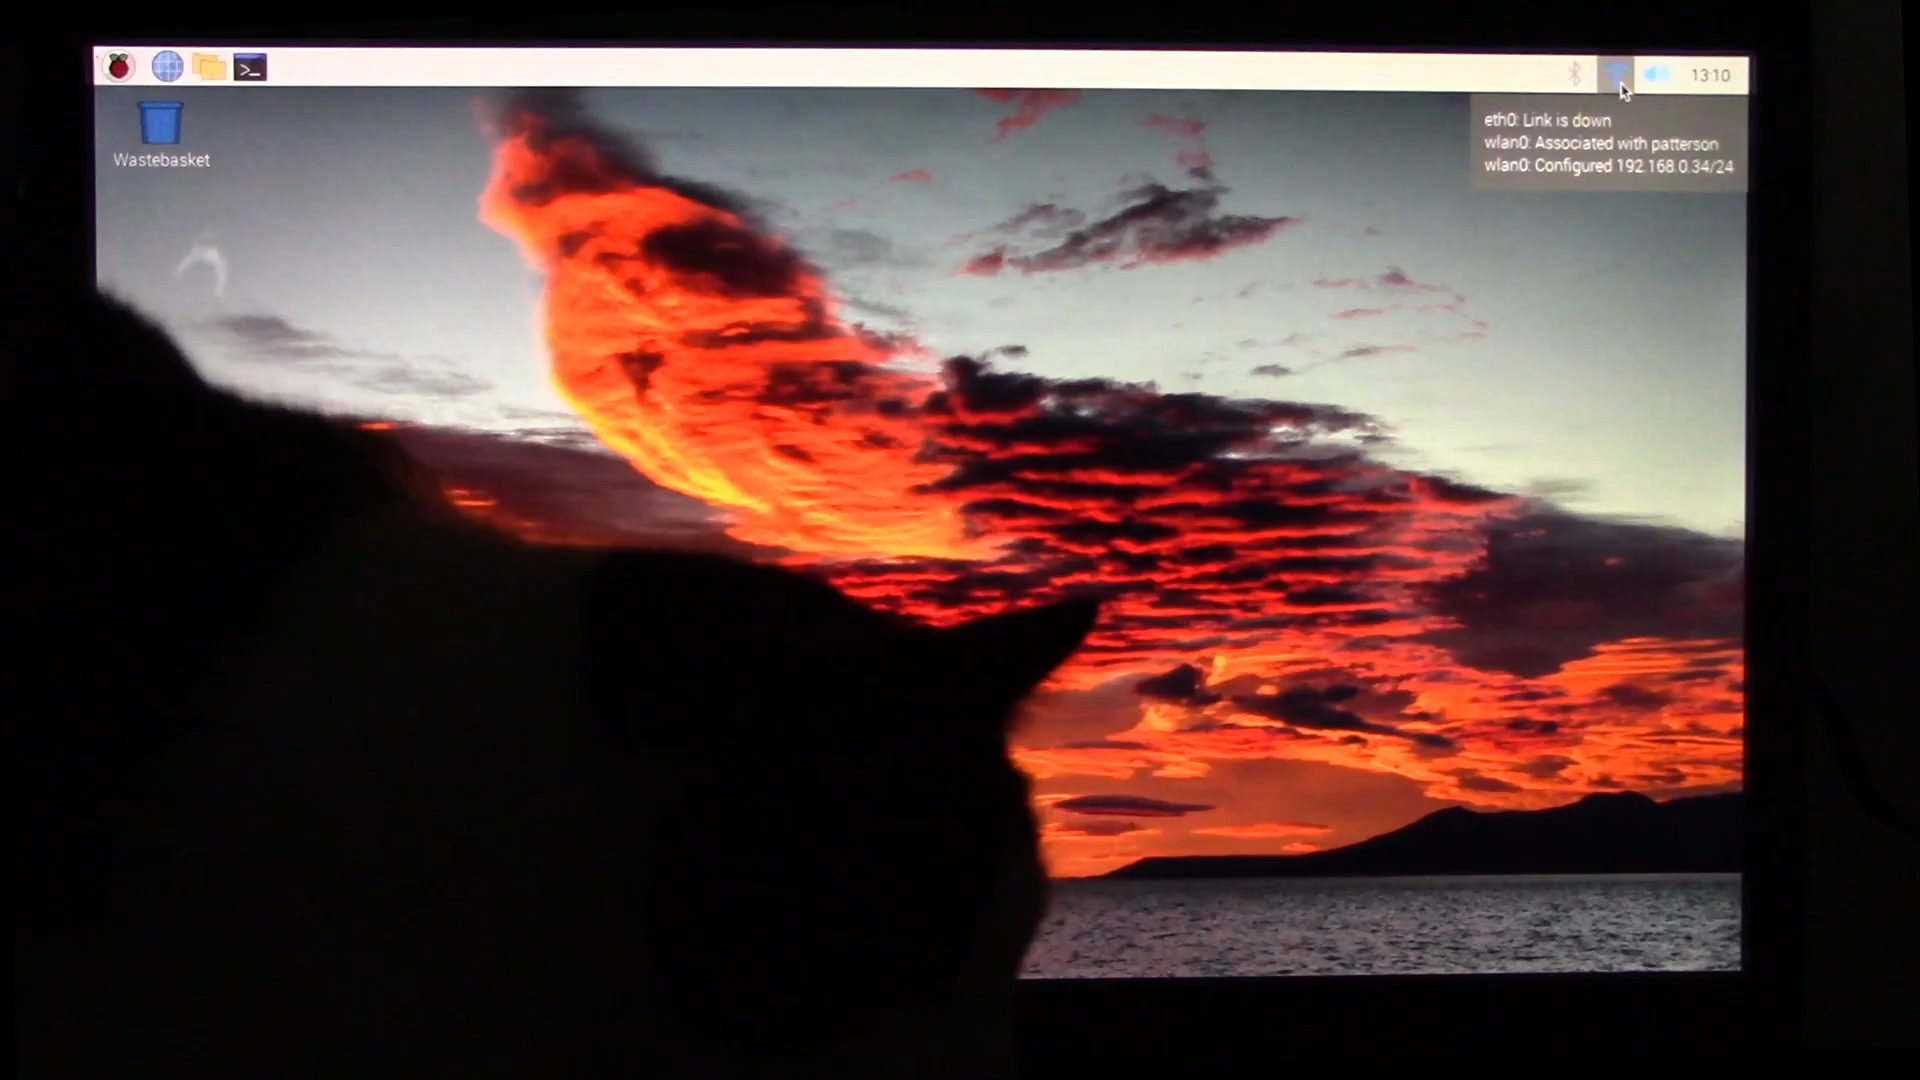 13:10
eth0: Link is down
wlan0: Associated with patterson
wlan0: Configured 192.168.0.34/24
Wastebasket